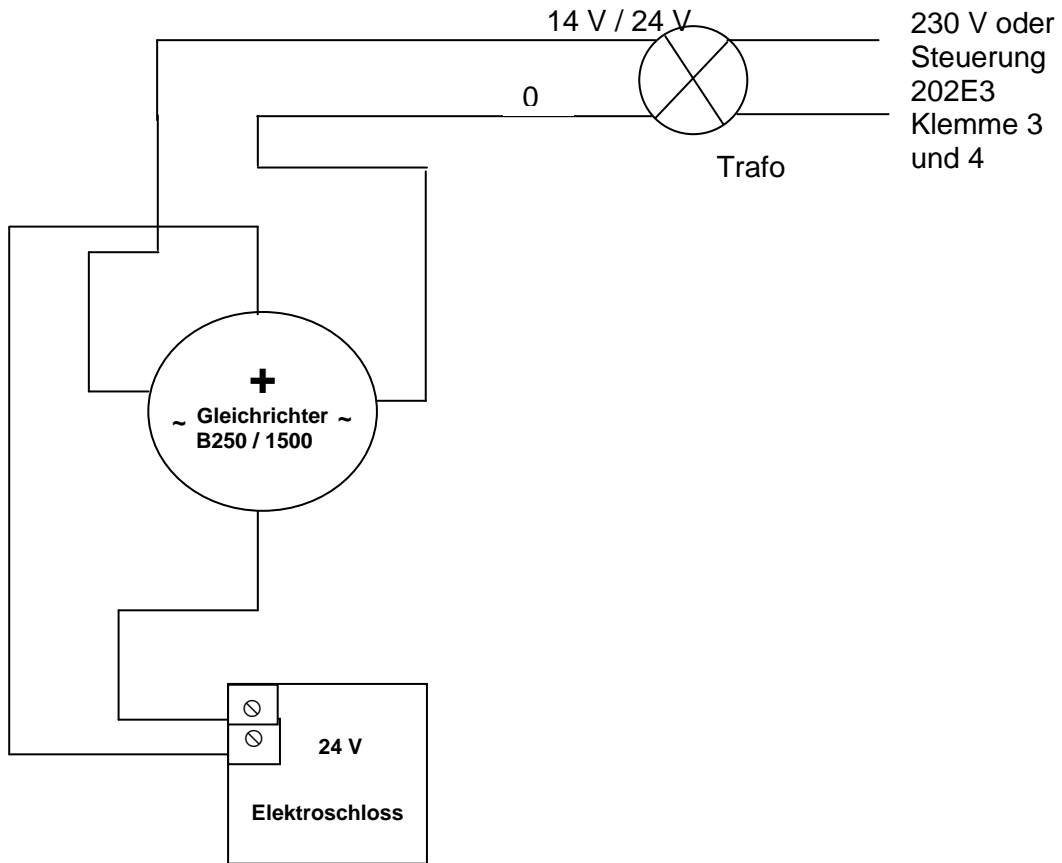 14 V / 24 V
230 V oder
Steuerung
202E3
Klemme 3
und 4
0
Trafo
+
~ Gleichrichter ~
B250 / 1500
24 V
Elektroschloss